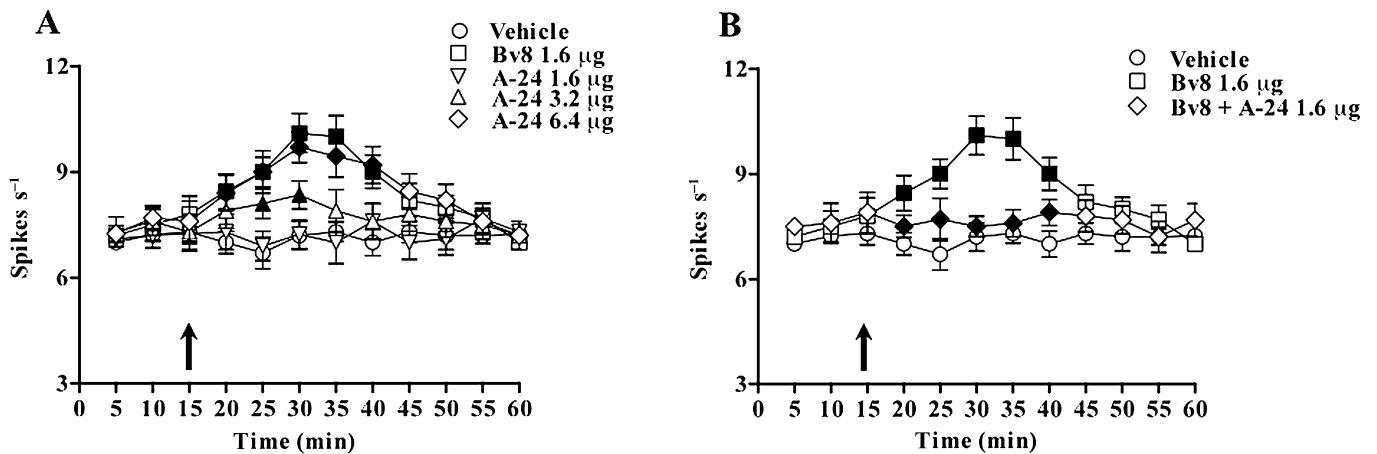 A
Vehicle
Bv8 1.6 µg
A-24 1.6 µg
A-24 3.2 µg
A-24 6.4 µg
12
9
6
3
Spikes s⁻¹
0 5 10 15 20 25 30 35 40 45 50 55 60
Time (min)
B
Vehicle
Bv8 1.6 µg
Bv8 + A-24 1.6 µg
12
9
6
3
Spikes s⁻¹
0 5 10 15 20 25 30 35 40 45 50 55 60
Time (min)